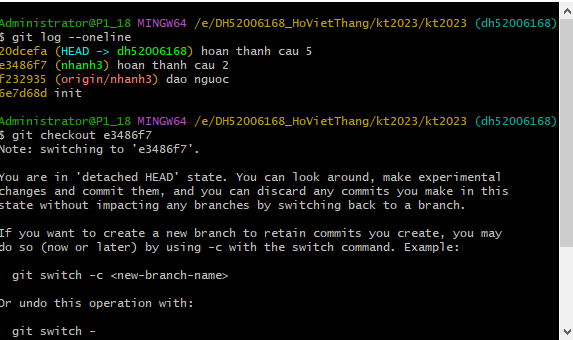 Administrator@P1_18 MINGW64 /e/DH52006168_HoVietThang/kt2023/kt2023 (dh52006168)
$ git log --oneline
20dcefa (HEAD -> dh52006168) hoan thanh cau 5
e3486f7 (nhanh3) hoan thanh cau 2
f232935 (origin/nhanh3) dao nguoc
6e7d68d init
Administrator@P1_18 MINGW64 /e/DH52006168_HoVietThang/kt2023/kt2023 (dh52006168)
$ git checkout e3486f7
Note: switching to 'e3486f7'.
You are in 'detached HEAD' state. You can look around, make experimental
changes and commit them, and you can discard any commits you make in this
state without impacting any branches by switching back to a branch.
If you want to create a new branch to retain commits you create, you may
do so (now or later) by using -c with the switch command. Example:
git switch -c <new-branch-name>
Or undo this operation with:
git switch -